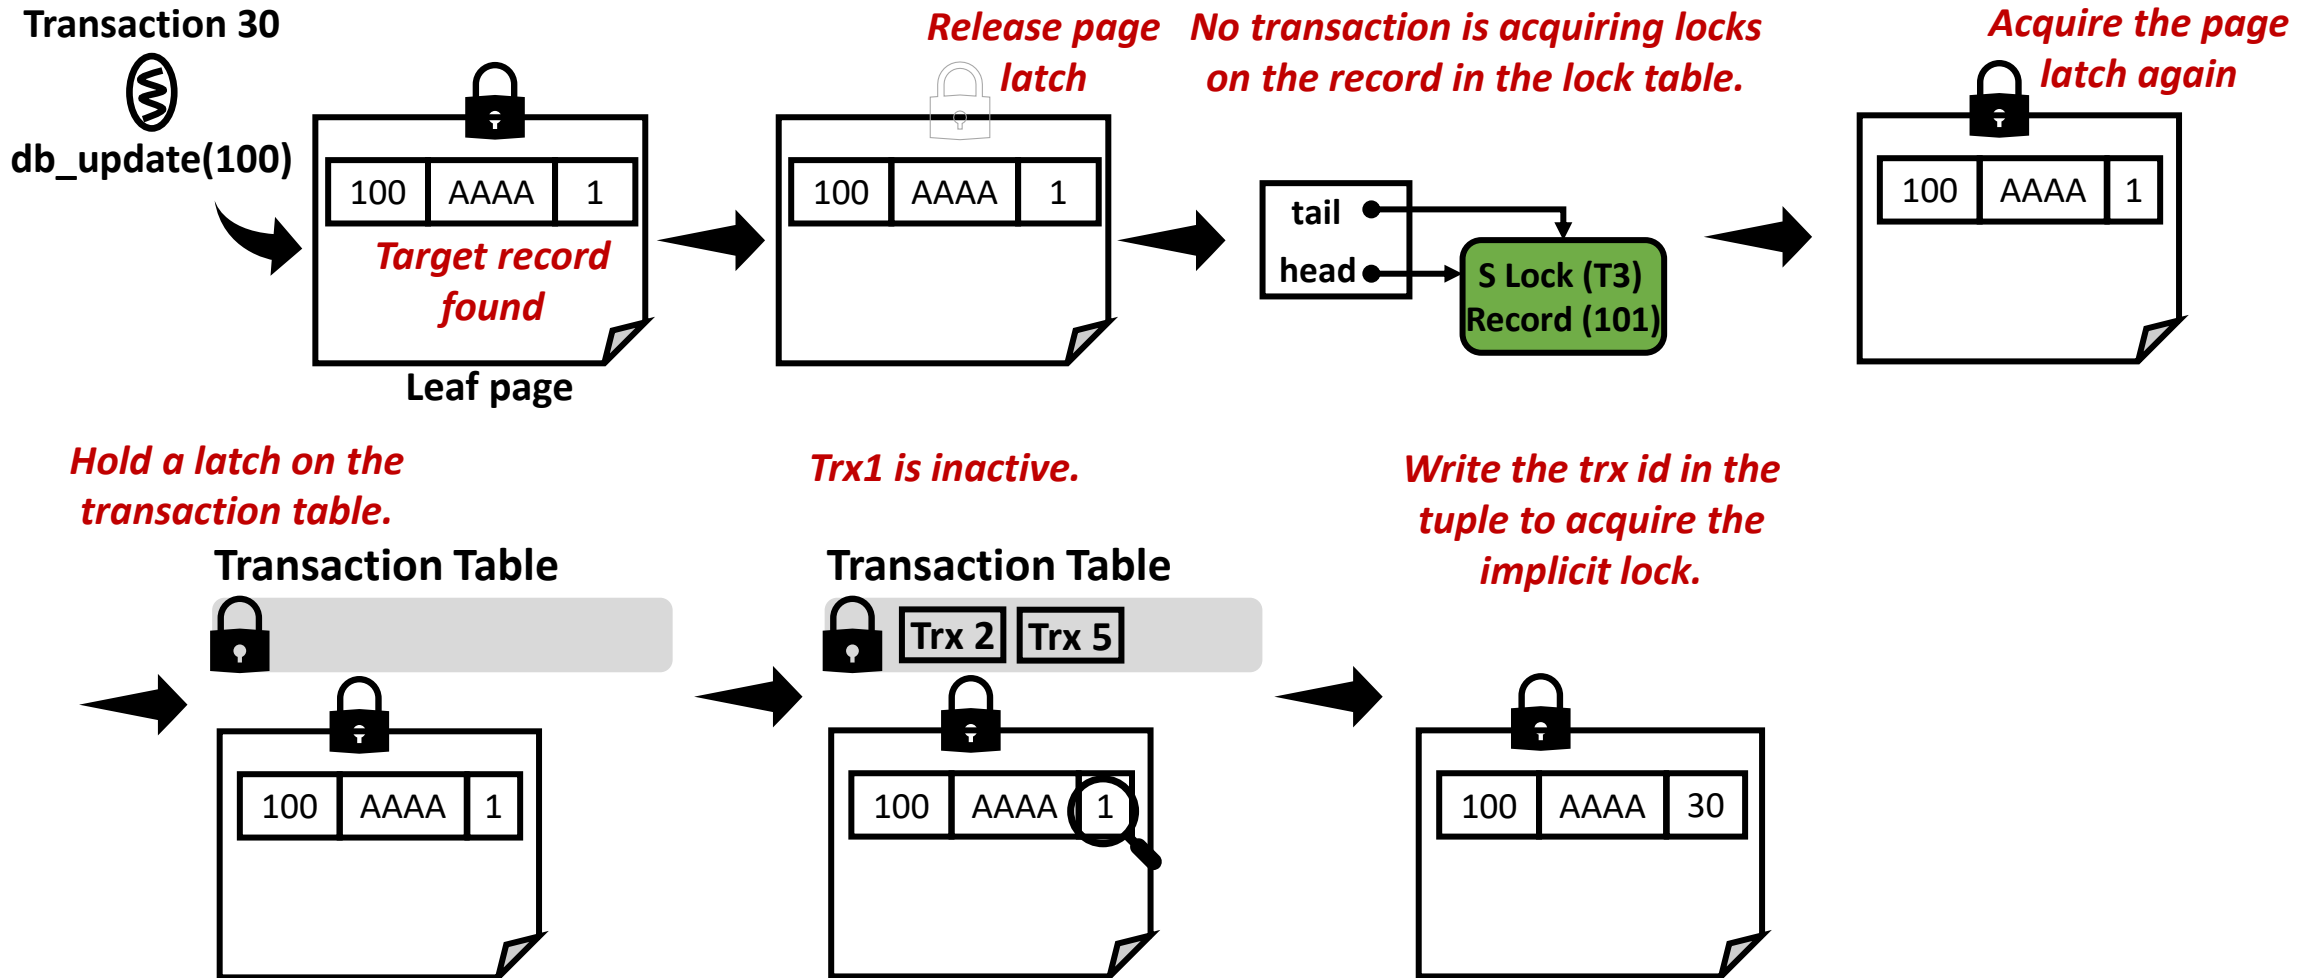 Transaction 30
db_update(100)
100 AAAA 1
Target record
found
Leaf page
Release page
latch
100 AAAA 1
No transaction is acquiring locks
on the record in the lock table.
tail
head
S Lock (T3)
Record (101)
Acquire the page
latch again
100 AAAA 1
Hold a latch on the
transaction table.
Transaction Table
100 AAAA 1
Trx1 is inactive.
Transaction Table
Trx 2 Trx 5
100 AAAA 1
Write the trx id in the
tuple to acquire the
implicit lock.
100 AAAA 30